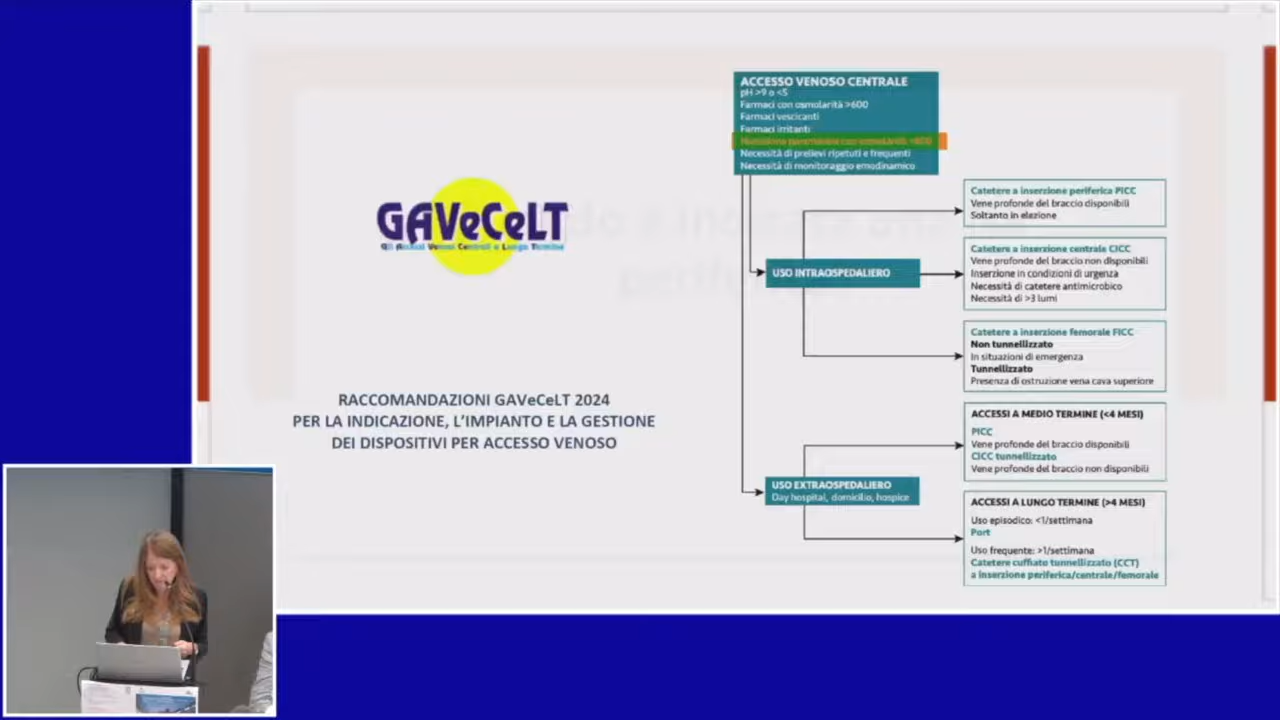 GAVeCeLT
Gli Accessi Venosi Centrali a Lungo Termine
RACCOMANDAZIONI GAVeCeLT 2024
PER LA INDICAZIONE, L’IMPIANTO E LA GESTIONE
DEI DISPOSITIVI PER ACCESSO VENOSO
ACCESSO VENOSO CENTRALE
pH >9 o <5
Farmaci con osmolarità >600
Farmaci vescicanti
Farmaci irritanti
Nutrizione parenterale con osmolarità
Necessità di prelievi ripetuti e frequenti
Necessità di monitoraggio emodinamico
USO INTRAOSPEDALIERO
Catetere a inserzione periferica PICC
Vene profonde del braccio disponibili
Soltanto in elezione
Catetere a inserzione centrale CICC
Vene profonde del braccio non disponibili
Inserzione in condizioni di urgenza
Necessità di catetere antimicrobico
Necessità di >3 lumi
Catetere a inserzione femorale FICC
Non tunnellizzato
In situazioni di emergenza
Tunnellizzato
Presenza di ostruzione vena cava superiore
USO EXTRAOSPEDALIERO
Day hospital, domicilio, hospice
ACCESSI A MEDIO TERMINE (<4 MESI)
PICC
Vene profonde del braccio disponibili
CICC tunnellizzato
Vene profonde del braccio non disponibili
ACCESSI A LUNGO TERMINE (>4 MESI)
Uso episodico: <1/settimana
Port
Uso frequente: >1/settimana
Catetere cuffiato tunnellizzato (CCT)
a inserzione periferica/centrale/femorale